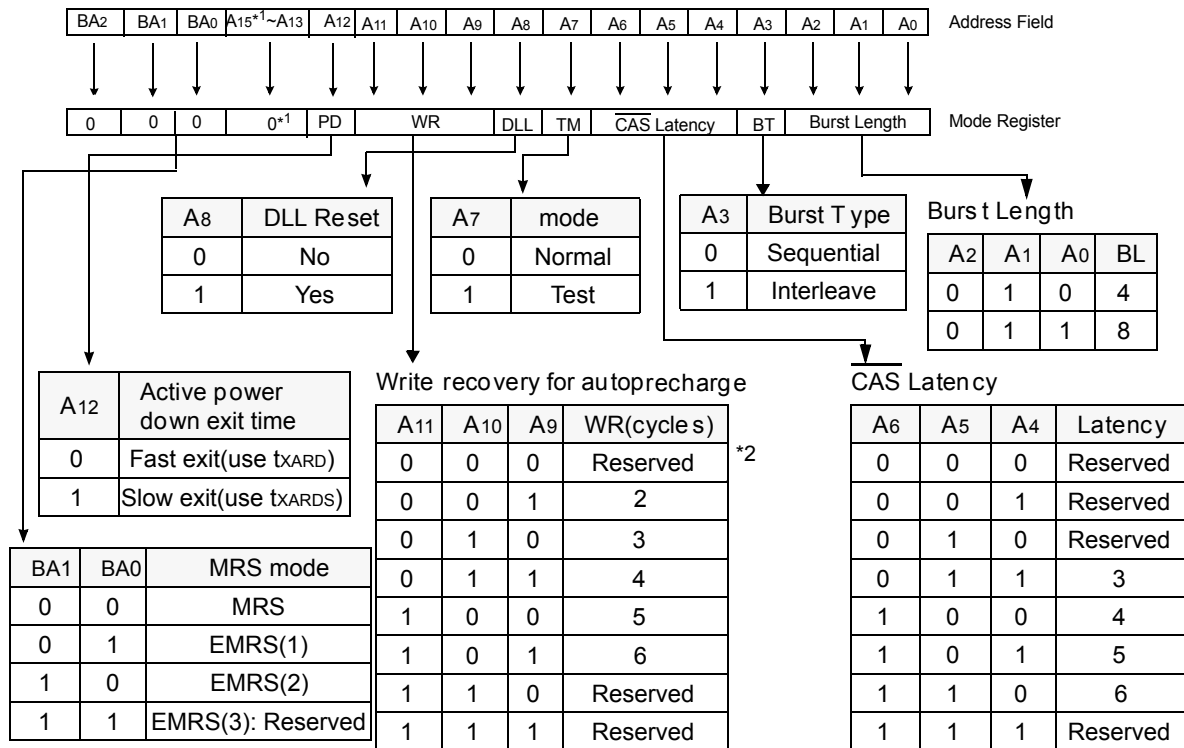 BA2 BA1 BA0 A15*1~A13 A12 A11 A10 A9 A8 A7 A6 A5 A4 A3 A2 A1 A0 Address Field
0 0 0 0*1 PD WR DLL TM CAS Latency BT Burst Length Mode Register
A8 DLL Reset
0 No
1 Yes
A7 mode
0 Normal
1 Test
A3 Burst Type
0 Sequential
1 Interleave
Burst Length
A2 A1 A0 BL
0 1 0 4
0 1 1 8
A12 Active power
down exit time
0 Fast exit(use tXARD)
1 Slow exit(use tXARDS)
BA1 BA0 MRS mode
0 0 MRS
0 1 EMRS(1)
1 0 EMRS(2)
1 1 EMRS(3): Reserved
Write recovery for autoprecharge
A11 A10 A9 WR(cycles)
*2
0 0 0 Reserved
0 0 1 2
0 1 0 3
0 1 1 4
1 0 0 5
1 0 1 6
1 1 0 Reserved
1 1 1 Reserved
CAS Latency
A6 A5 A4 Latency
0 0 0 Reserved
0 0 1 Reserved
0 1 0 Reserved
0 1 1 3
1 0 0 4
1 0 1 5
1 1 0 6
1 1 1 Reserved